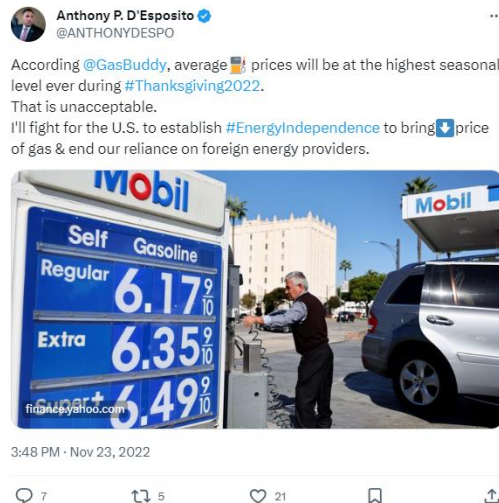 Anthony P. D'Esposito
@ANTHONYDESPO
According @GasBuddy, average⛽ prices will be at the highest seasonal
level ever during #Thanksgiving2022.
That is unacceptable.
I'll fight for the U.S. to establish #EnergyIndependence to bring⬇️price
of gas & end our reliance on foreign energy providers.
Mobil
Mobil
Self Gasoline
Regular 6.17 9/10
Extra 6.35 9/10
Super+ 6.49 9/10
finance.yahoo.com
3:48 PM · Nov 23, 2022
7 5 21